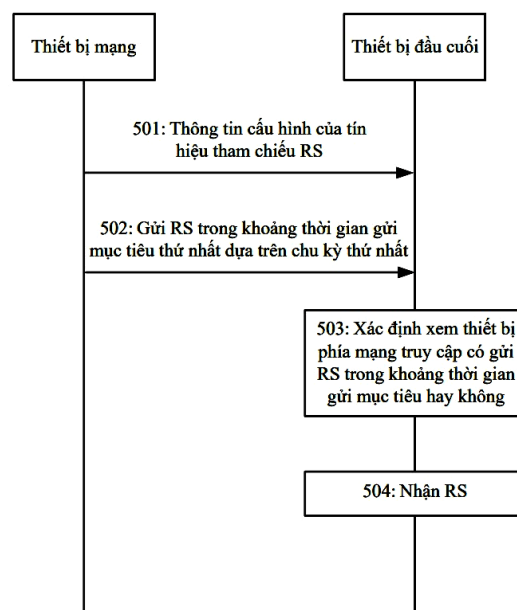 Thiết bị mạng
Thiết bị đầu cuối
501: Thông tin cấu hình của tín
hiệu tham chiếu RS
502: Gửi RS trong khoảng thời gian gửi
mục tiêu thứ nhất dựa trên chu kỳ thứ nhất
503: Xác định xem thiết bị
phía mạng truy cập có gửi
RS trong khoảng thời gian
gửi mục tiêu hay không
504: Nhận RS